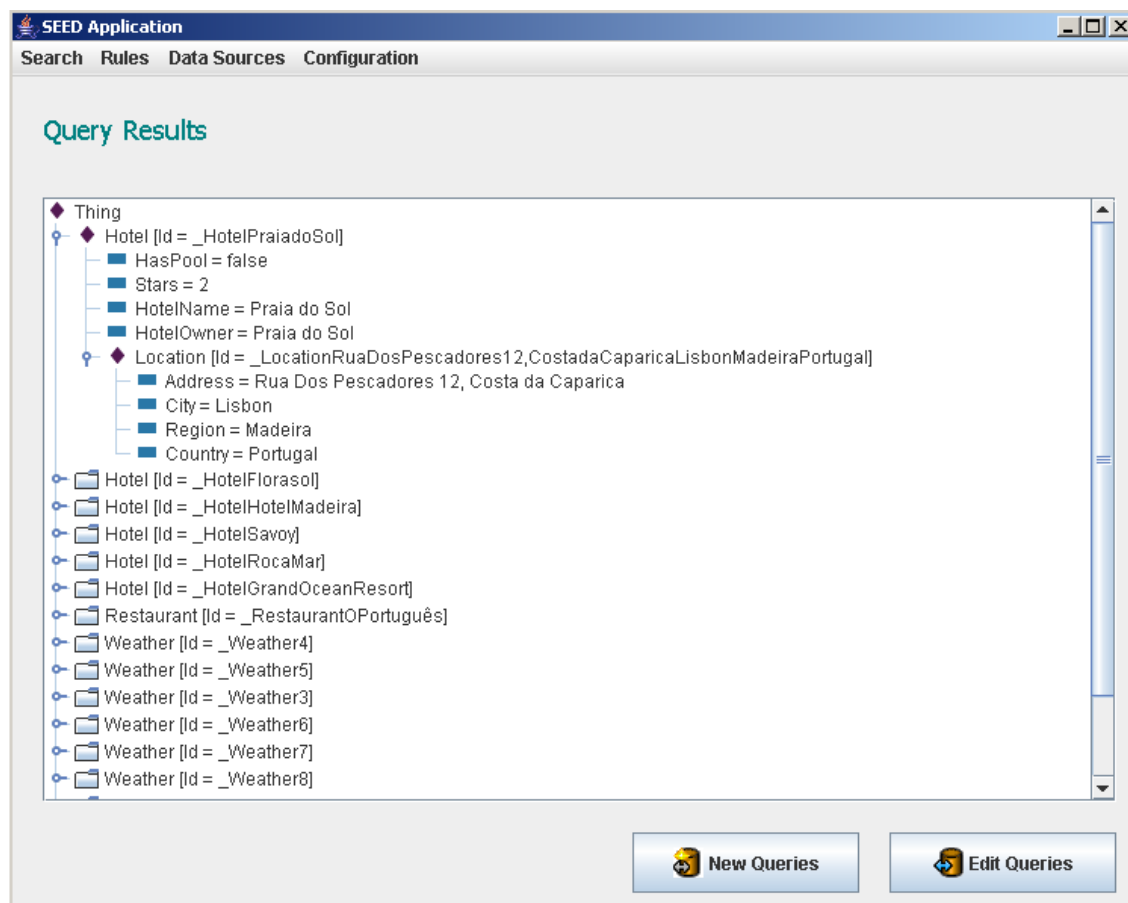 SEED Application
Search Rules Data Sources Configuration
Query Results
Thing
Hotel [Id = _HotelPraiadoSol]
HasPool = false
Stars = 2
HotelName = Praia do Sol
HotelOwner = Praia do Sol
Location [Id = _LocationRuaDosPescadores12,CostadaCaparicaLisbonMadeiraPortugal]
Address = Rua Dos Pescadores 12, Costa da Caparica
City = Lisbon
Region = Madeira
Country = Portugal
Hotel [Id = _HotelFlorasol]
Hotel [Id = _HotelHotelMadeira]
Hotel [Id = _HotelSavoy]
Hotel [Id = _HotelRocaMar]
Hotel [Id = _HotelGrandOceanResort]
Restaurant [Id = _RestaurantOPortuguês]
Weather [Id = _Weather4]
Weather [Id = _Weather5]
Weather [Id = _Weather3]
Weather [Id = _Weather6]
Weather [Id = _Weather7]
Weather [Id = _Weather8]
New Queries
Edit Queries